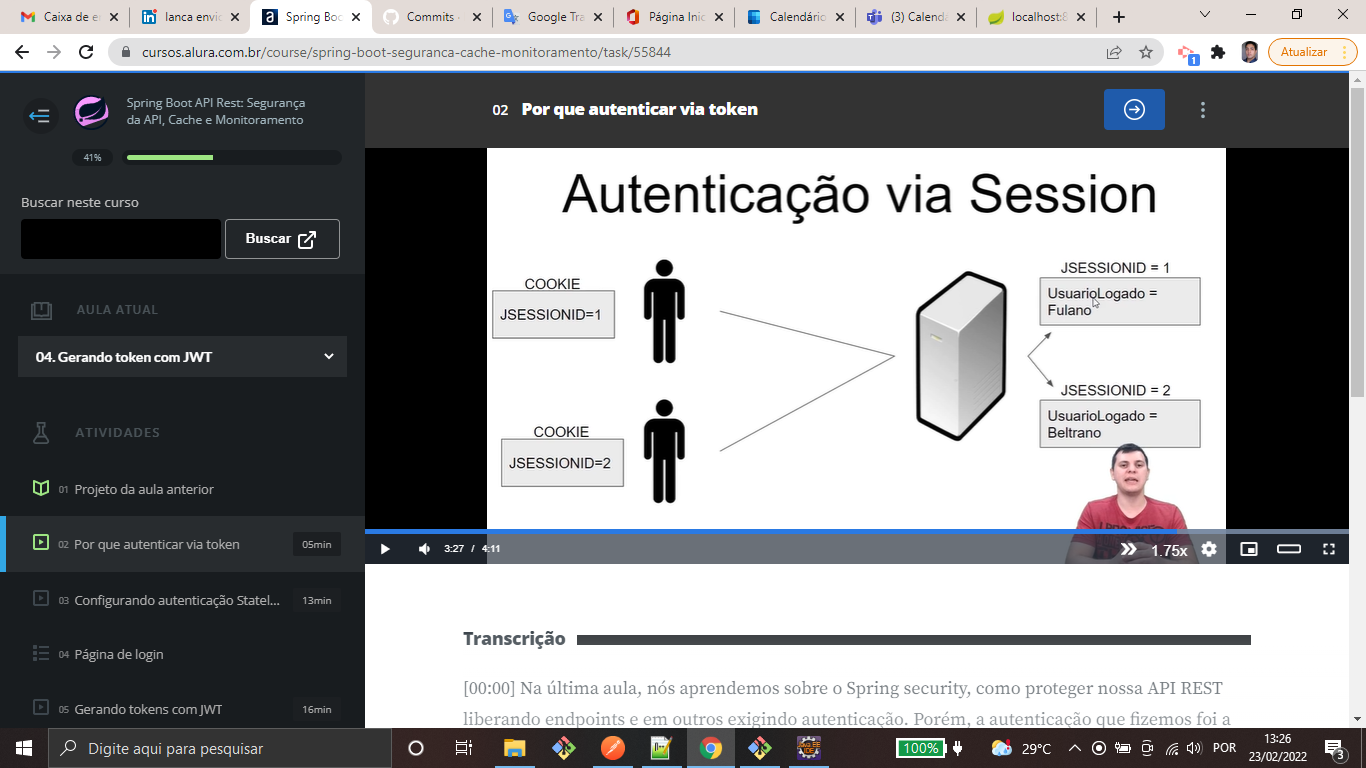 Caixa de e
lanca envi
Spring Boo
Commits ·
Google Tra
Página Inic
Calendário
(3) Calenda
localhost:8
cursos.alura.com.br/course/spring-boot-seguranca-cache-monitoramento/task/55844
1
Atualizar
Spring Boot API Rest: Segurança
da API, Cache e Monitoramento
41%
Buscar neste curso
Buscar
AULA ATUAL
04. Gerando token com JWT
ATIVIDADES
01 Projeto da aula anterior
02 Por que autenticar via token 05min
03 Configurando autenticação Statel... 13min
04 Página de login
05 Gerando tokens com JWT 16min
02 Por que autenticar via token
Autenticação via Session
COOKIE
JSESSIONID=1
COOKIE
JSESSIONID=2
JSESSIONID = 1
UsuarioLogado =
Fulano
JSESSIONID = 2
UsuarioLogado =
Beltrano
3:27 / 4:11
1.75x
Transcrição
[00:00] Na última aula, nós aprendemos sobre o Spring security, como proteger nossa API REST
liberando endpoints e em outros exigindo autenticação. Porém, a autenticação que fizemos foi a
Digite aqui para pesquisar
Java EE
IDE
100%
29°C
POR
13:26
23/02/2022
3